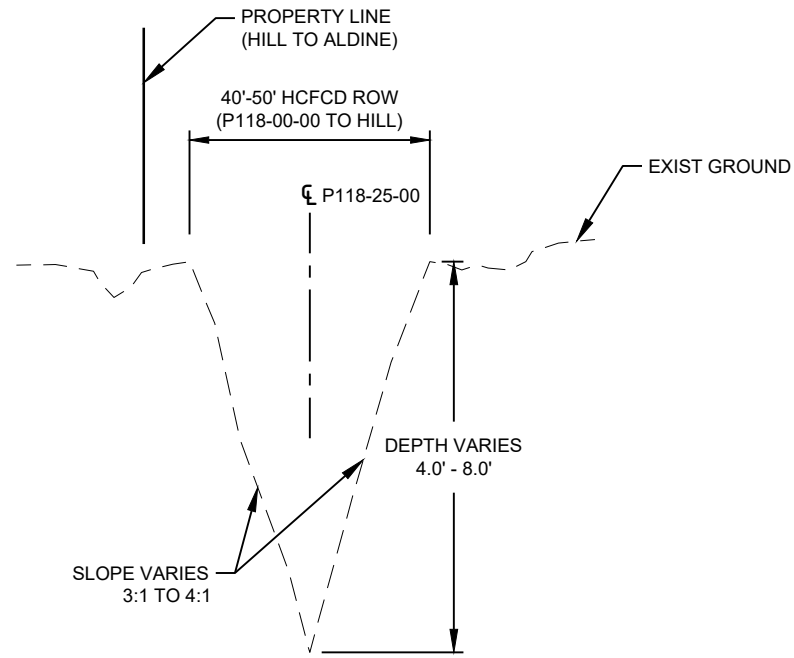 PROPERTY LINE
(HILL TO ALDINE)
40'-50' HCFCD ROW
(P118-00-00 TO HILL)
EXIST GROUND
℄ P118-25-00
DEPTH VARIES
4.0' - 8.0'
SLOPE VARIES
3:1 TO 4:1